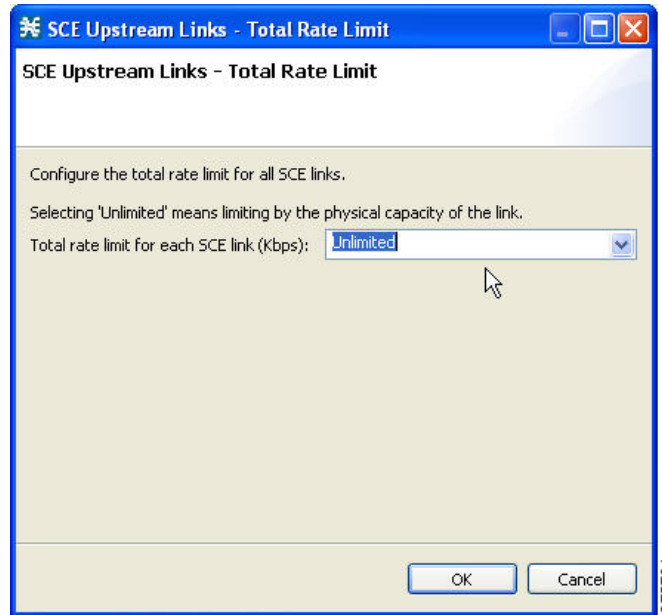 SCE Upstream Links - Total Rate Limit
SCE Upstream Links - Total Rate Limit
Configure the total rate limit for all SCE links.
Selecting 'Unlimited' means limiting by the physical capacity of the link.
Total rate limit for each SCE link (Kbps): Unlimited
OK Cancel